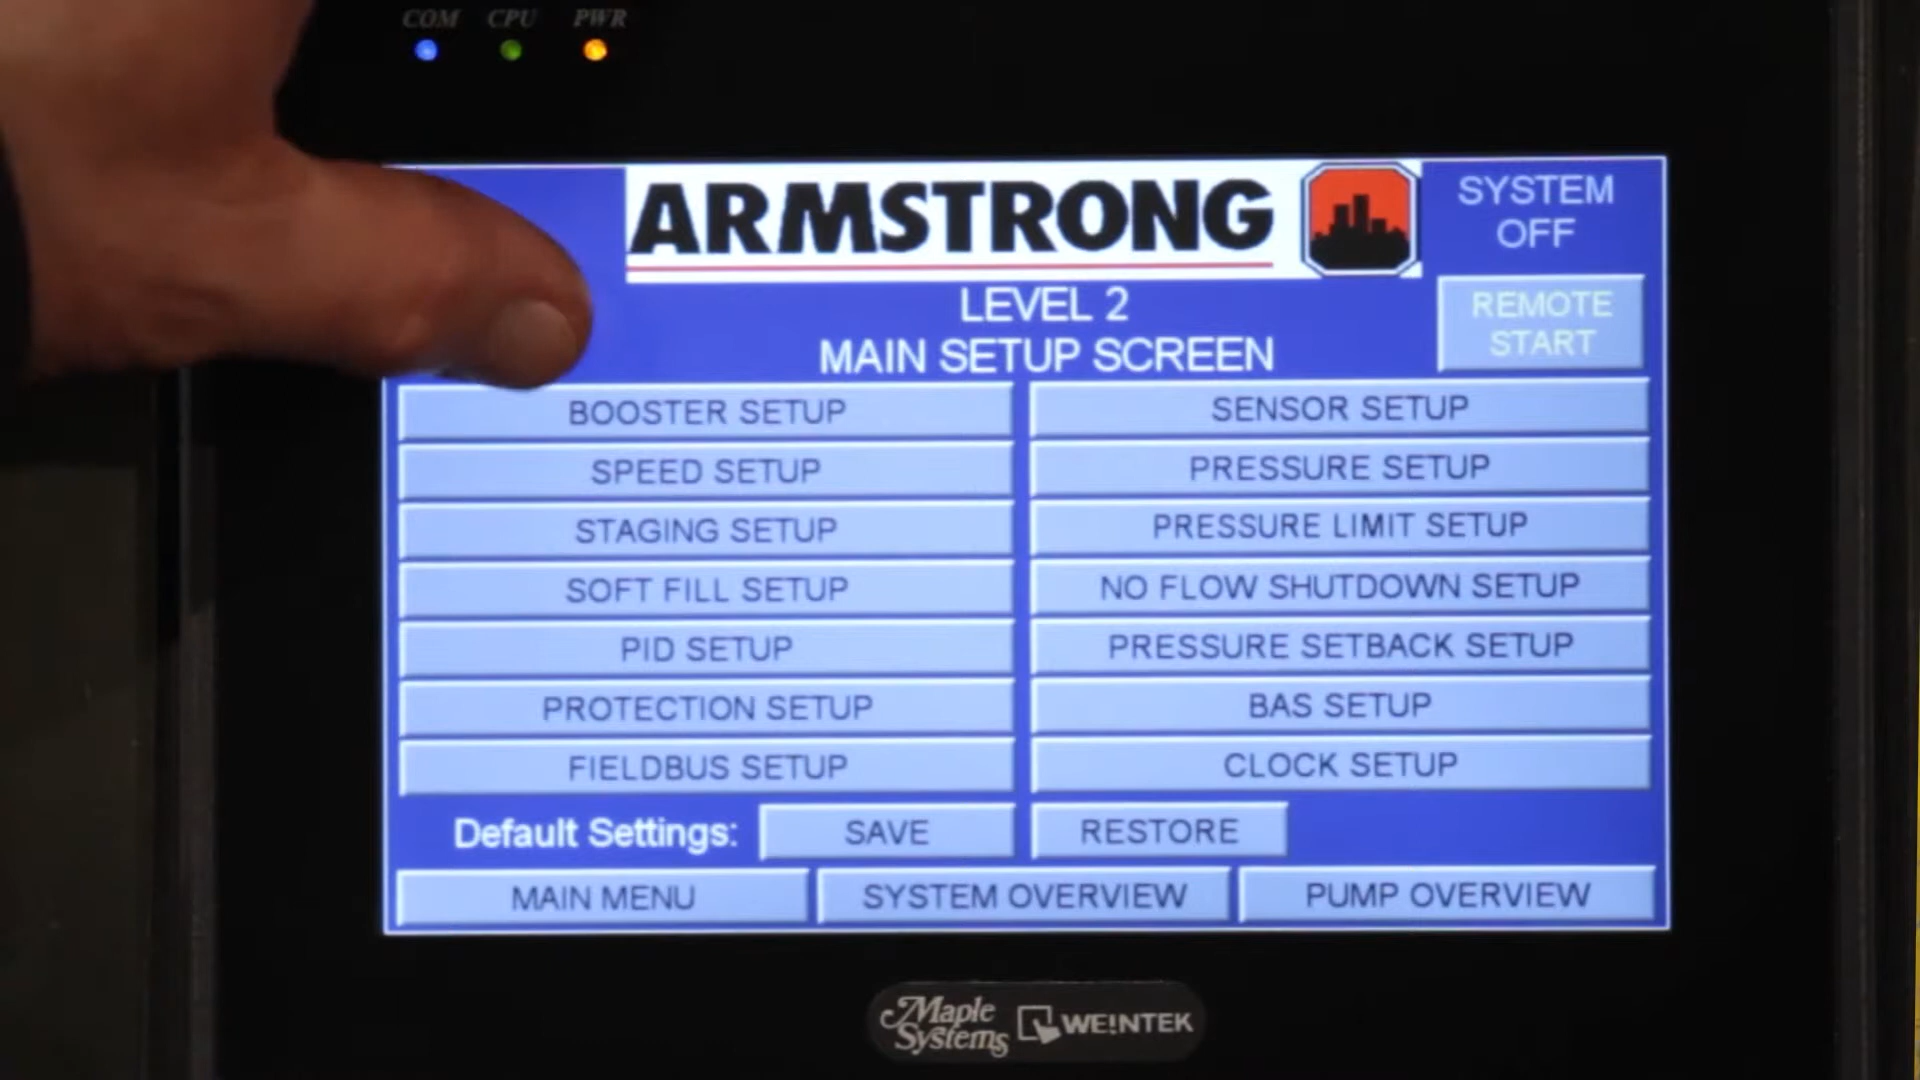 COM CPU PWR
ARMSTRONG
SYSTEM
OFF
LEVEL 2
MAIN SETUP SCREEN
REMOTE
START
BOOSTER SETUP
SENSOR SETUP
SPEED SETUP
PRESSURE SETUP
STAGING SETUP
PRESSURE LIMIT SETUP
SOFT FILL SETUP
NO FLOW SHUTDOWN SETUP
PID SETUP
PRESSURE SETBACK SETUP
PROTECTION SETUP
BAS SETUP
FIELDBUS SETUP
CLOCK SETUP
Default Settings: SAVE RESTORE
MAIN MENU SYSTEM OVERVIEW PUMP OVERVIEW
Maple
Systems
WE!NTEK